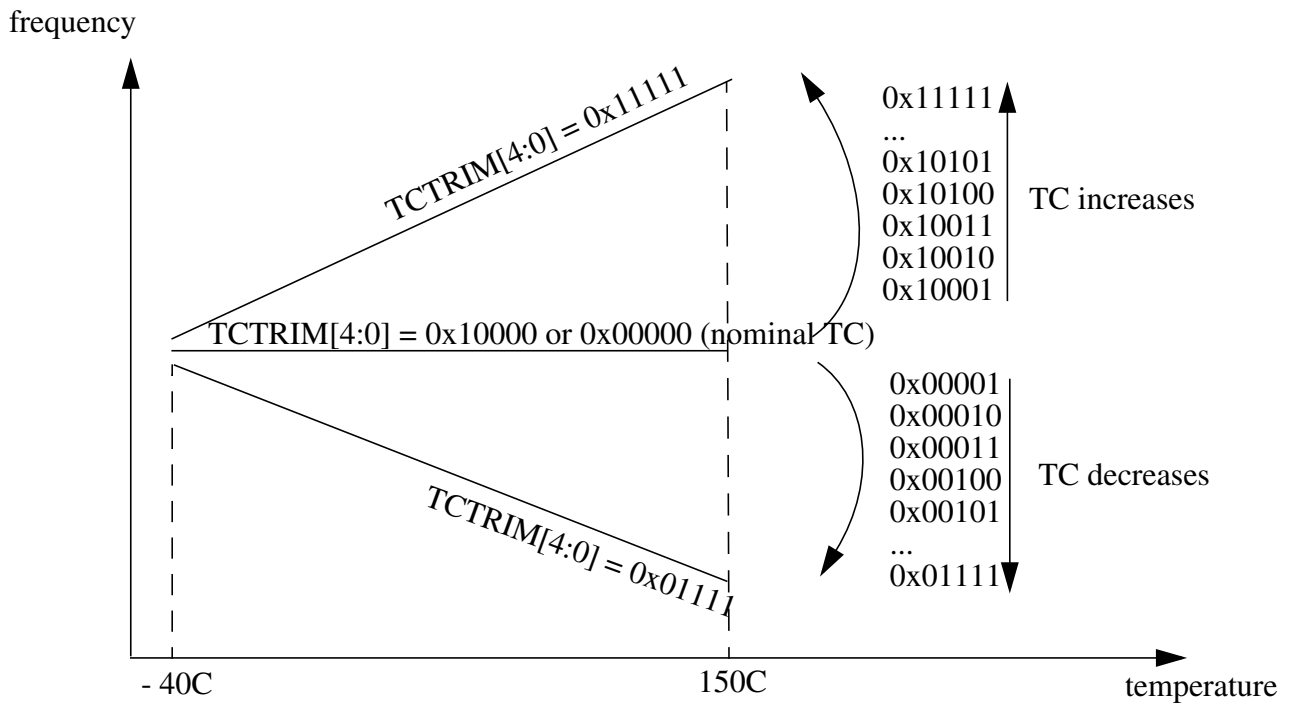 frequency
TCTRIM[4:0] = 0x11111
0x11111
...
0x10101
0x10100
0x10011
0x10010
0x10001
TC increases
TCTRIM[4:0] = 0x10000 or 0x00000 (nominal TC)
0x00001
0x00010
0x00011
0x00100
0x00101
...
0x01111
TC decreases
TCTRIM[4:0] = 0x01111
- 40C
150C
temperature